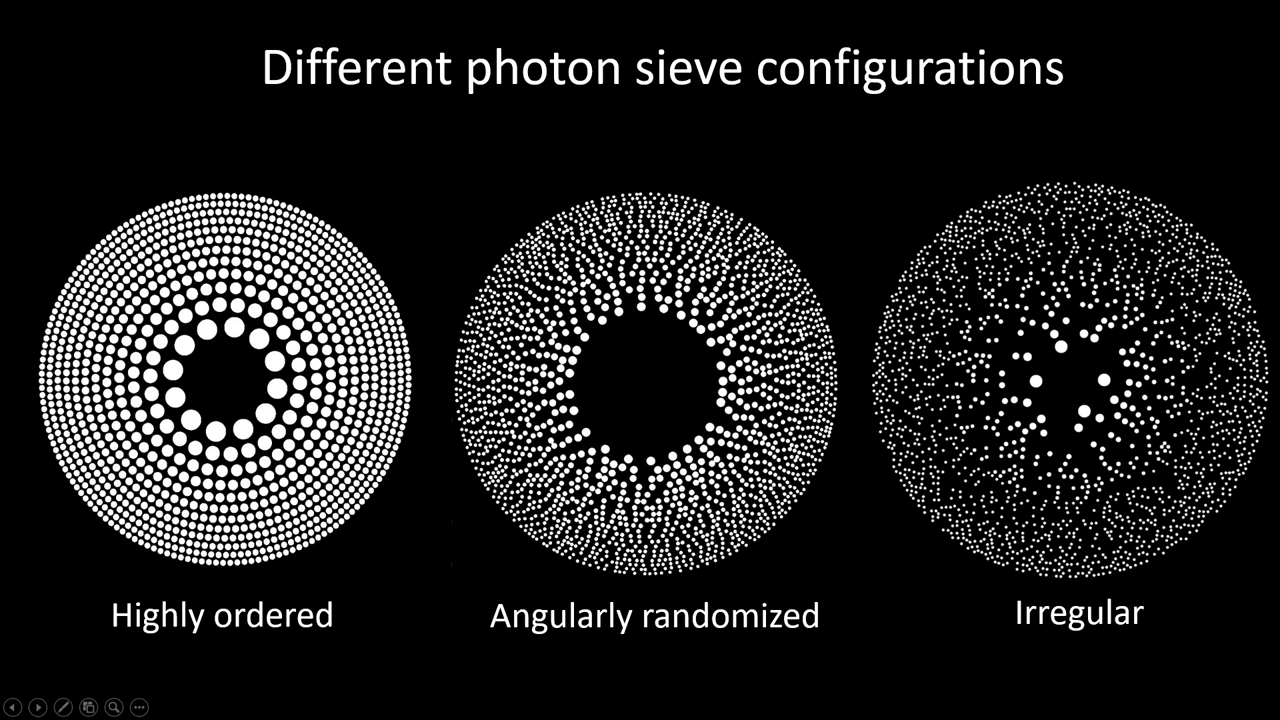 Different photon sieve configurations
Highly ordered
Angularly randomized
Irregular